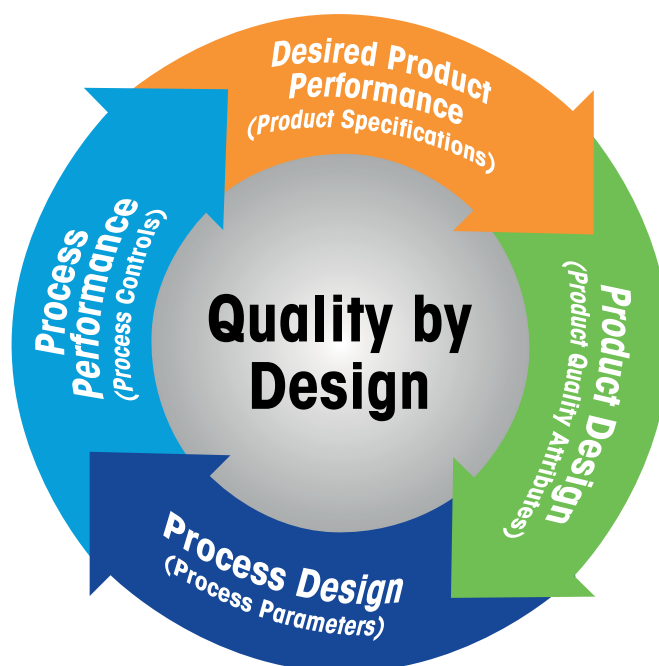 Desired Product
Performance
(Product Specifications)
Product Design
(Product Quality Attributes)
Process Design
(Process Parameters)
Process
Performance
(Process Controls)
Quality by
Design